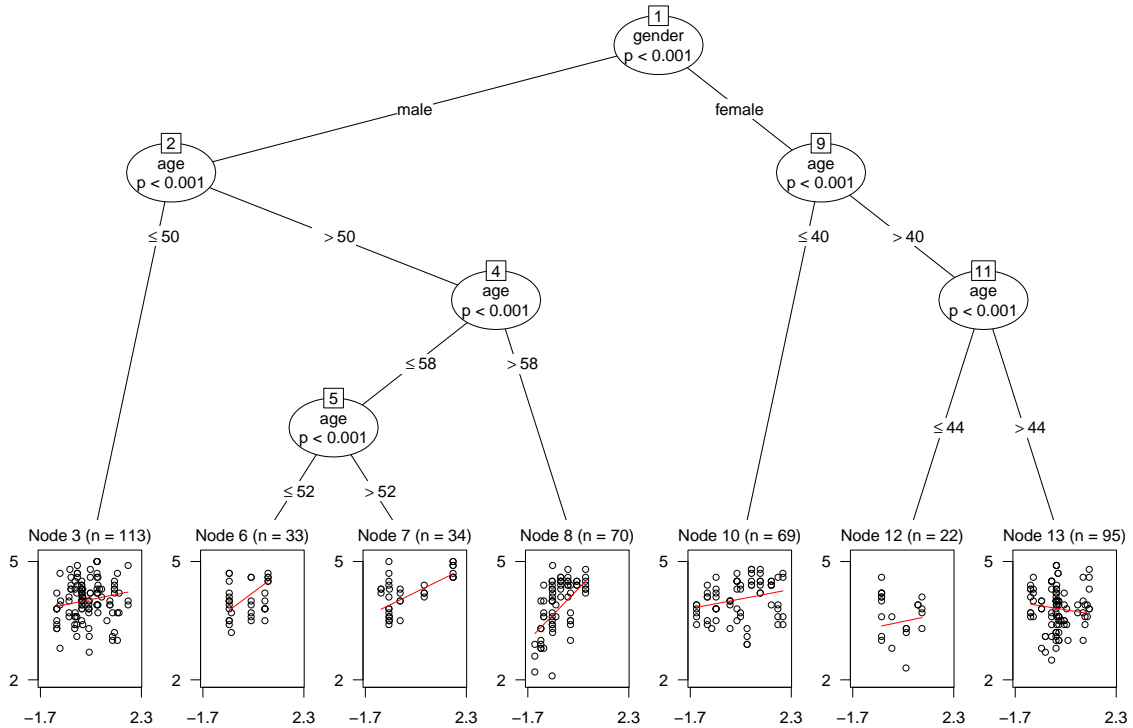 1
gender
p < 0.001
male
female
2
age
p < 0.001
9
age
p < 0.001
≤ 50
> 50
≤ 40
> 40
4
age
p < 0.001
11
age
p < 0.001
≤ 58
> 58
5
age
p < 0.001
≤ 44
> 44
≤ 52
> 52
Node 3 (n = 113)
Node 6 (n = 33)
Node 7 (n = 34)
Node 8 (n = 70)
Node 10 (n = 69)
Node 12 (n = 22)
Node 13 (n = 95)
5
5
5
5
5
5
5
2
2
2
2
2
2
2
−1.7 2.3
−1.7 2.3
−1.7 2.3
−1.7 2.3
−1.7 2.3
−1.7 2.3
−1.7 2.3